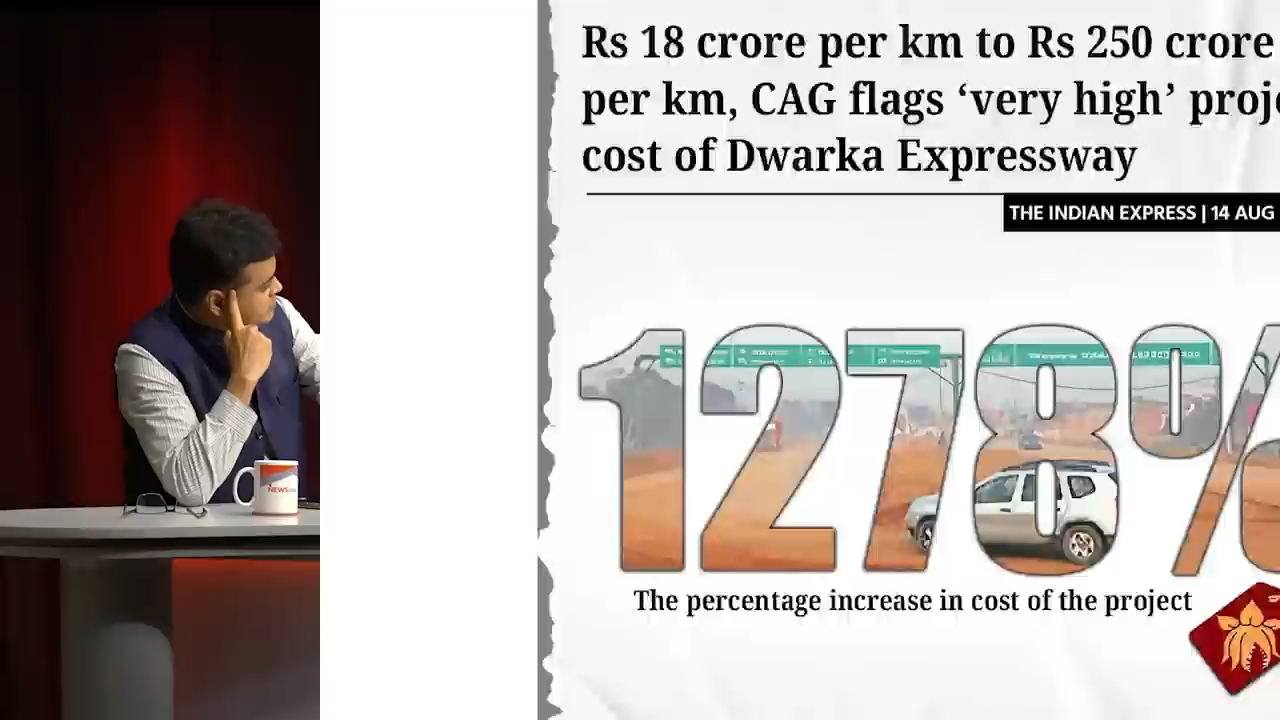 Rs 18 crore per km to Rs 250 crore
per km, CAG flags ‘very high’ proje
cost of Dwarka Expressway
THE INDIAN EXPRESS | 14 AUG
1278%
The percentage increase in cost of the project
NEWS